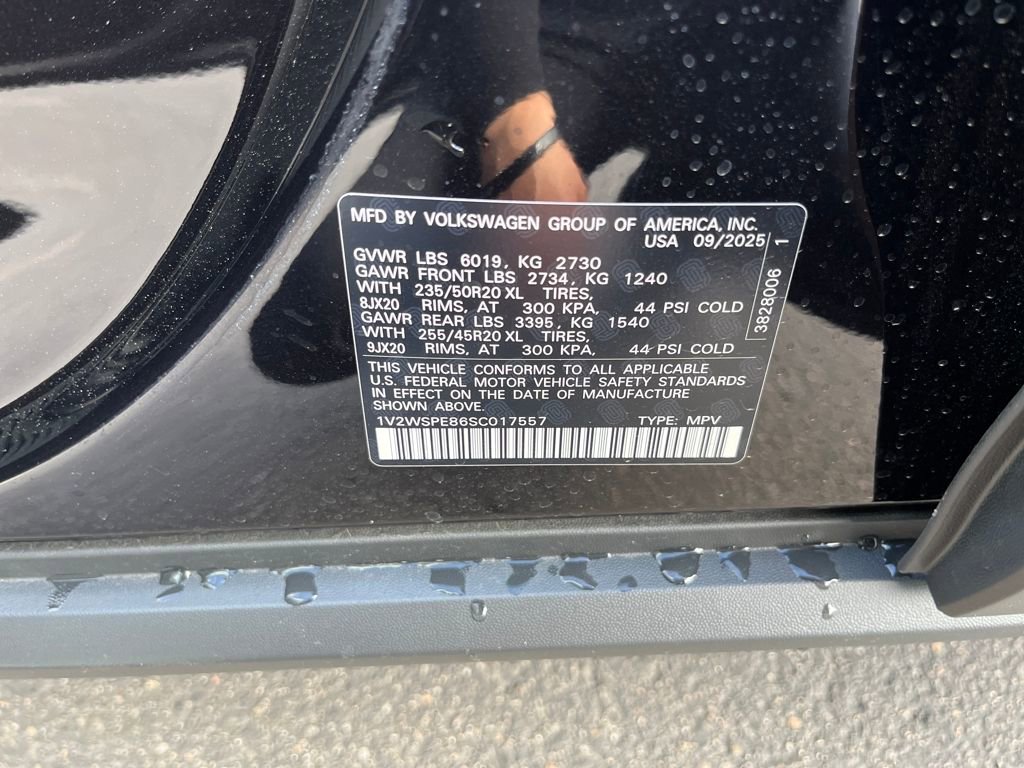 MFD BY VOLKSWAGEN GROUP OF AMERICA, INC.
USA 09/2025
GVWR LBS 6019, KG 2730
GAWR FRONT LBS 2734, KG 1240
WITH 235/50R20 XL TIRES,
8JX20 RIMS, AT 300 KPA, 44 PSI COLD
GAWR REAR LBS 3395, KG 1540
WITH 255/45R20 XL TIRES,
9JX20 RIMS, AT 300 KPA, 44 PSI COLD
3828006 1
THIS VEHICLE CONFORMS TO ALL APPLICABLE
U.S. FEDERAL MOTOR VEHICLE SAFETY STANDARDS
IN EFFECT ON THE DATE OF MANUFACTURE
SHOWN ABOVE.
1V2WSPE86SC017557 TYPE: MPV